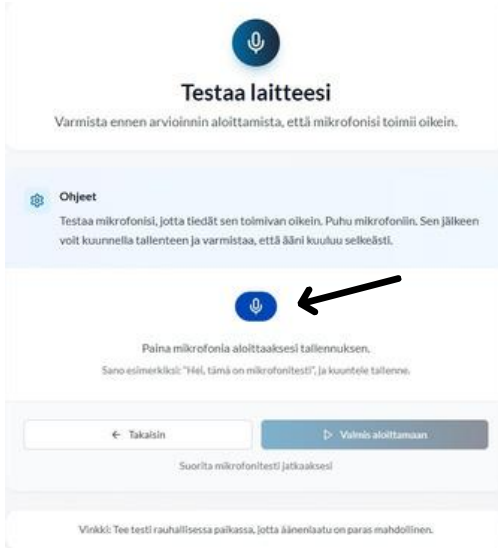 Testaa laitteesi
Varmista ennen arvioinnin aloittamista, että mikrofonisi toimii oikein.
Ohjeet
Testaa mikrofonisi, jotta tiedät sen toimivan oikein. Puhu mikrofoniin. Sen jälkeen
voit kuunnella tallenteen ja varmistaa, että ääni kuuluu selkeästi.
Paina mikrofonia aloittaaksesi tallennuksen.
Sano esimerkiksi: "Hei, tämä on mikrofonitesti", ja kuuntele tallenne.
Takaisin
Valmis aloittamaan
Suorita mikrofonitesti jatkaaksesi
Vinkki: Tee testi rauhallisessa paikassa, jotta äänenlaatu on paras mahdollinen.